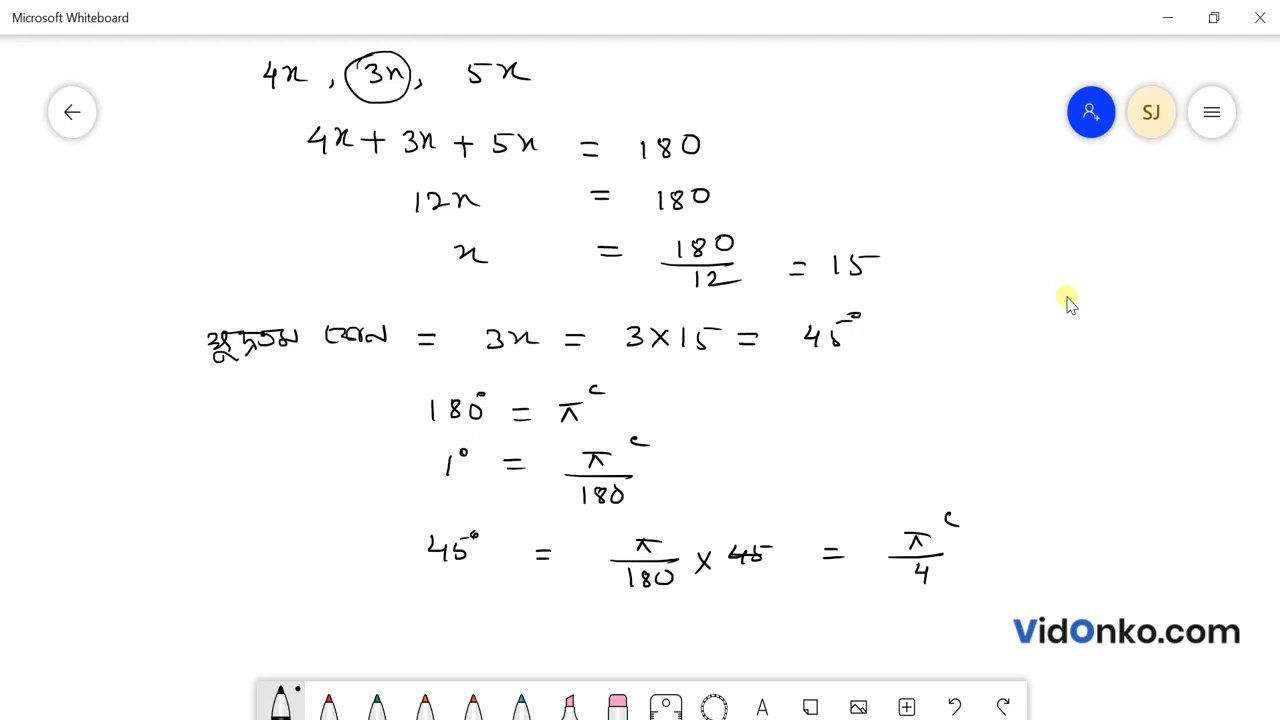 Microsoft Whiteboard
4x , 3x , 5x
SJ
4x + 3x + 5x = 180
12x = 180
x = 180/12 = 15
ক্ষুদ্রতম কোন = 3x = 3 × 15 = 45°
180° = π^c
1° = π^c/180
45° = π/180 × 45 = π^c/4
VidOnko.com
A